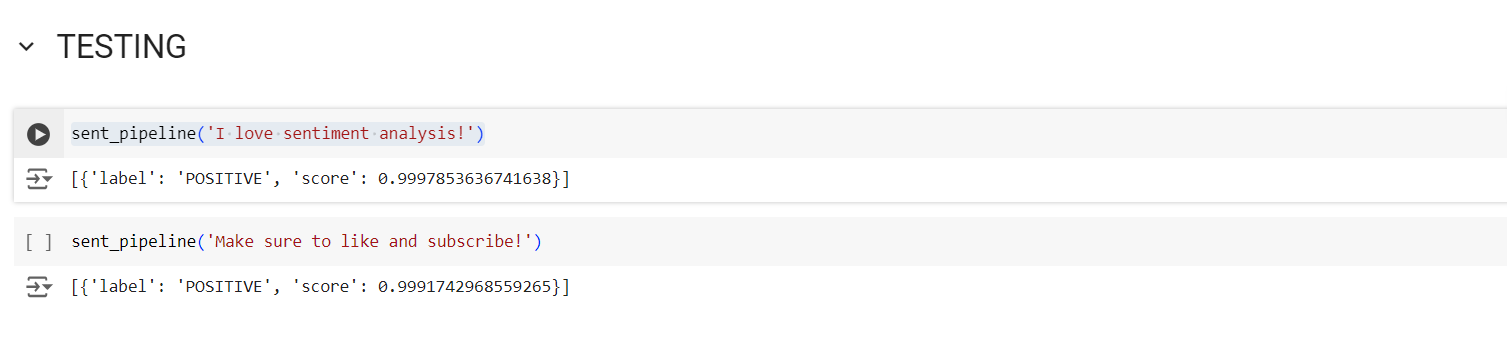 TESTING
sent_pipeline('I love sentiment analysis!')
[{'label': 'POSITIVE', 'score': 0.9997853636741638}]
[ ] sent_pipeline('Make sure to like and subscribe!')
[{'label': 'POSITIVE', 'score': 0.9991742968559265}]